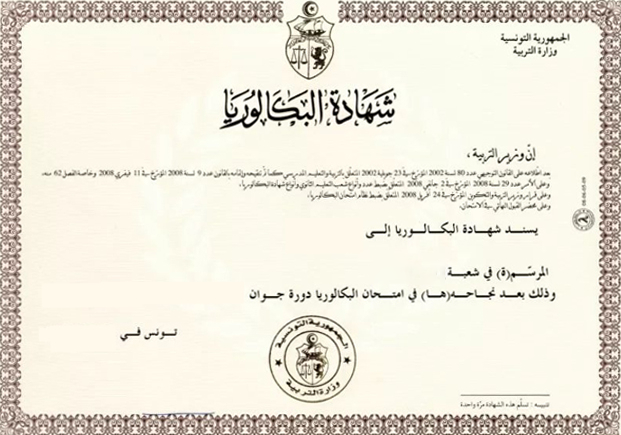 الجمهورية التونسية
وزارة التربية
شهادة البكالوريا
إنّ وزير التربية،
بعد اطلاعه على القانون التوجيهي عدد 80 لسنة 2002 المؤرخ في 23 جويلية 2002 المتعلق بالتربية والتعليم المدرسي كما تمّ تنقيحه وإتمامه بالقانون عدد 9 لسنة 2008 المؤرخ في 11 فيفري 2008 وخاصة الفصل 62 منه،
وعلى الأمر عدد 29 لسنة 2008 المؤرخ في 2 جانفي 2008 المتعلق بضبط عدد وأنواع شعب التعليم الثانوي وأنواع شهادة البكالوريا،
وعلى قرار وزير التربية والتكوين المؤرخ في 24 أفريل 2008 المتعلق بضبط نظام امتحان البكالوريا،
وعلى محضر القبول النهائي في الامتحان،
يسند شهادة البكالوريا إلى
المرسّم(ة) في شعبة
وذلك بعد نجاحه(ها) في امتحان البكالوريا دورة جوان
تونس في
الجمهورية التونسية
وزارة التربية
تنبيه : تسلّم هذه الشهادة مرّة واحدة